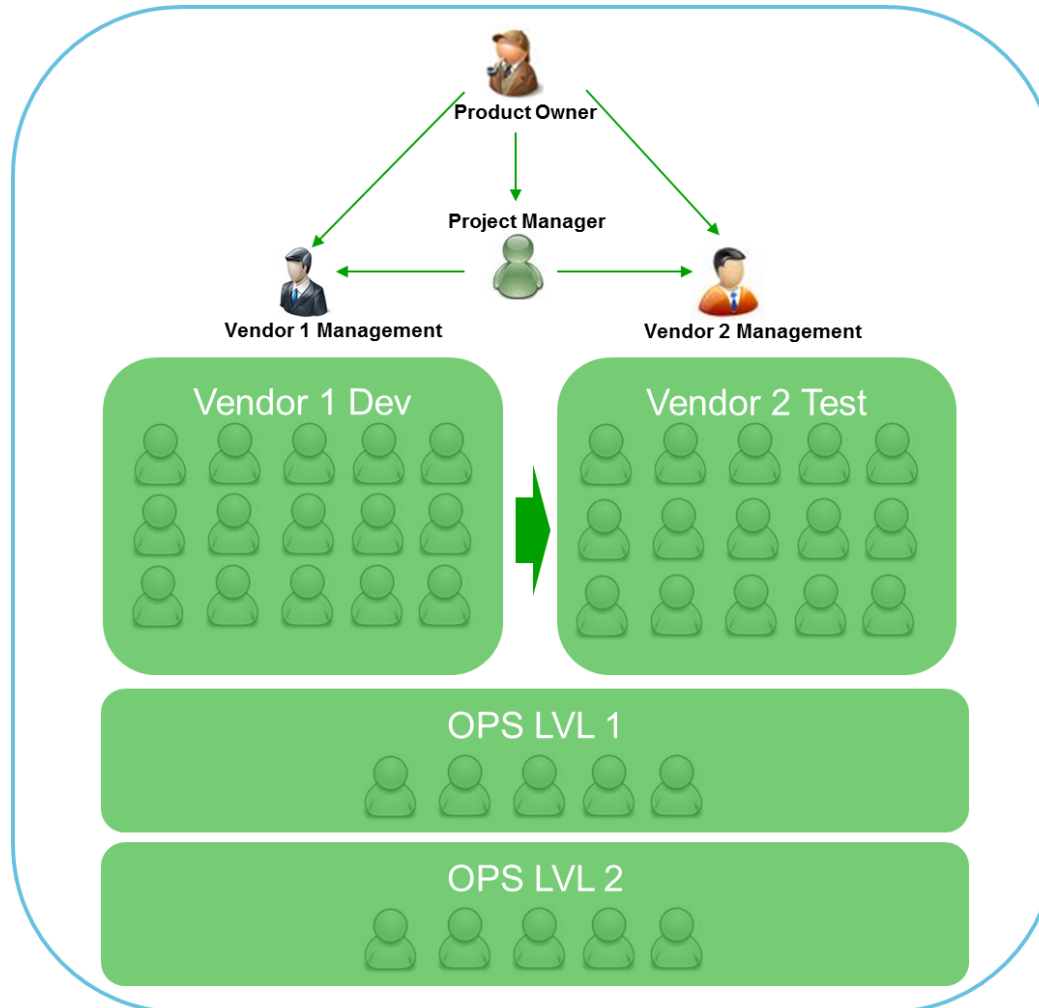 Product Owner
Project Manager
Vendor 1 Management
Vendor 2 Management
Vendor 1 Dev
Vendor 2 Test
OPS LVL 1
OPS LVL 2